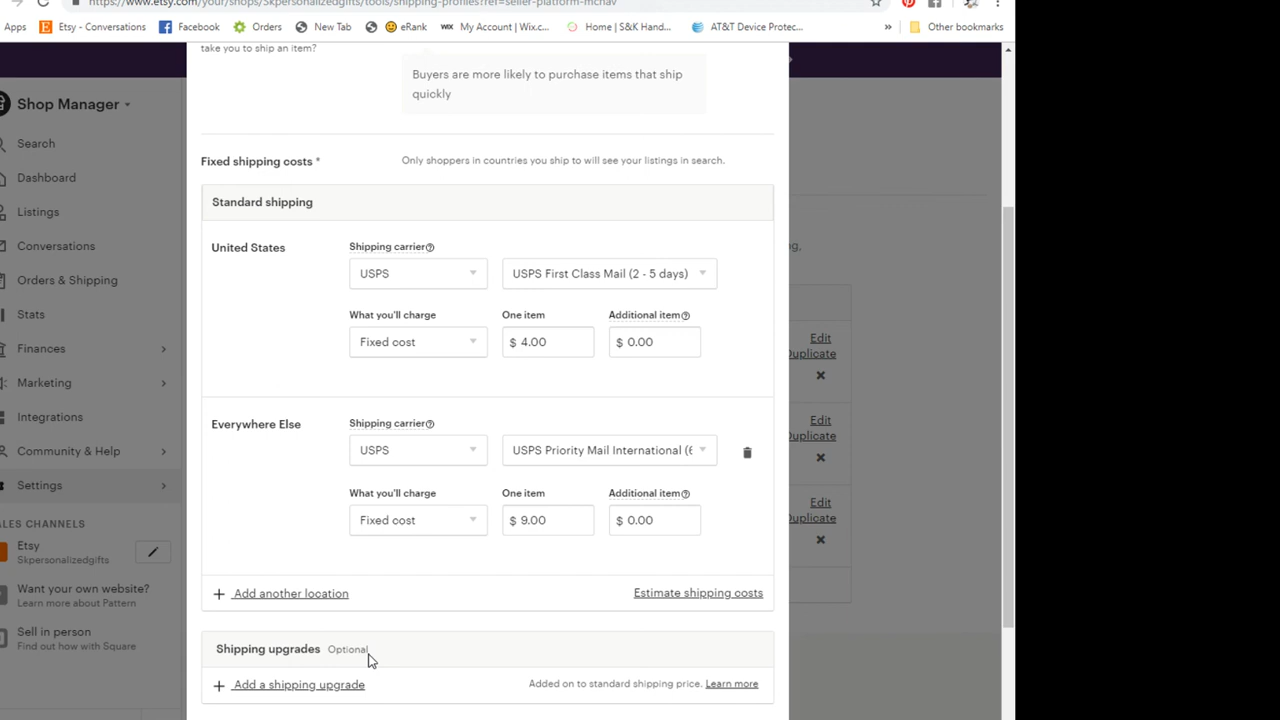 https://www.etsy.com/your/shops/Skpersonalizedgifts/tools/shipping-profiles?ref=seller-platform-mcnav
Apps Etsy - Conversations Facebook Orders New Tab eRank WIX My Account | Wix.c... Home | S&K Hand... AT&T Device Protec... » Other bookmarks
take you to ship an item?
Buyers are more likely to purchase items that ship
quickly
Shop Manager
Search
Dashboard
Listings
Conversations
Orders & Shipping
Stats
Finances
Marketing
Integrations
Community & Help
Settings
ALES CHANNELS
Etsy
Skpersonalizedgifts
Want your own website?
Learn more about Pattern
Sell in person
Find out how with Square
Fixed shipping costs * Only shoppers in countries you ship to will see your listings in search.
Standard shipping
United States Shipping carrier
USPS USPS First Class Mail (2 - 5 days)
What you'll charge One item Additional item
Fixed cost $ 4.00 $ 0.00
Everywhere Else Shipping carrier
USPS USPS Priority Mail International (6
What you'll charge One item Additional item
Fixed cost $ 9.00 $ 0.00
+ Add another location Estimate shipping costs
Shipping upgrades Optional
+ Add a shipping upgrade Added on to standard shipping price. Learn more
ng,
Edit
Duplicate
Edit
Duplicate
Edit
Duplicate